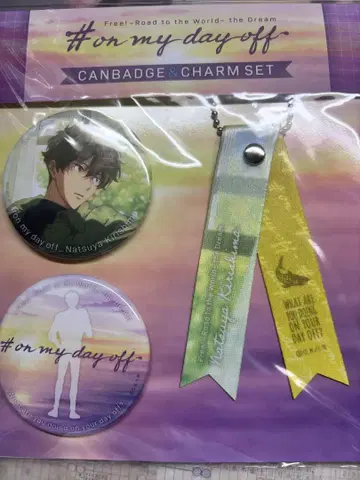 Free! -Road to the World- the Dream
#on my day off
CANBADGE & CHARM SET
#on my day off... Natsuya Kirishima
#on my day off
Natsuya Kirishima
WHAT ARE
YOU DOING
ON YOUR
DAY OFF?